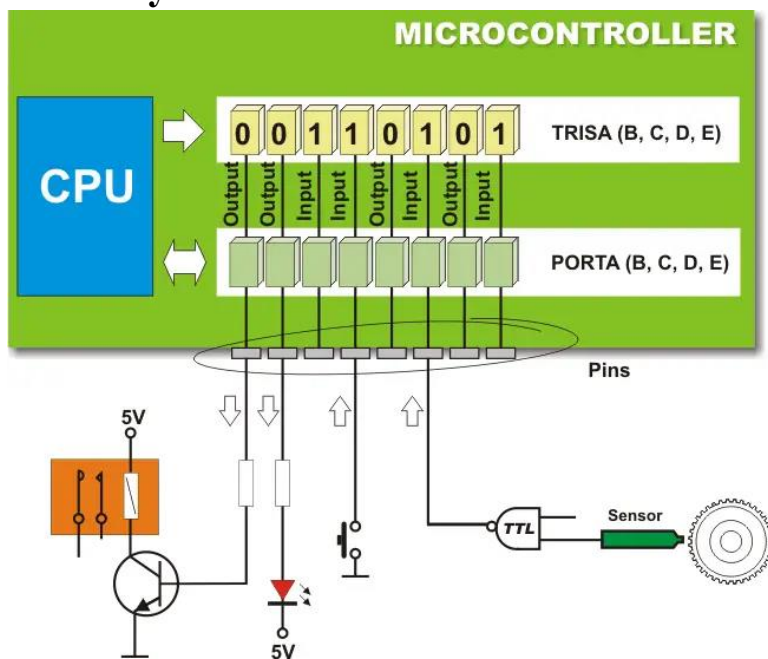 MICROCONTROLLER
CPU
0 0 1 1 0 1 0 1
TRISA (B, C, D, E)
Output Output Input Input Output Input Output Input
PORTA (B, C, D, E)
Pins
5V
TTL
Sensor
5V